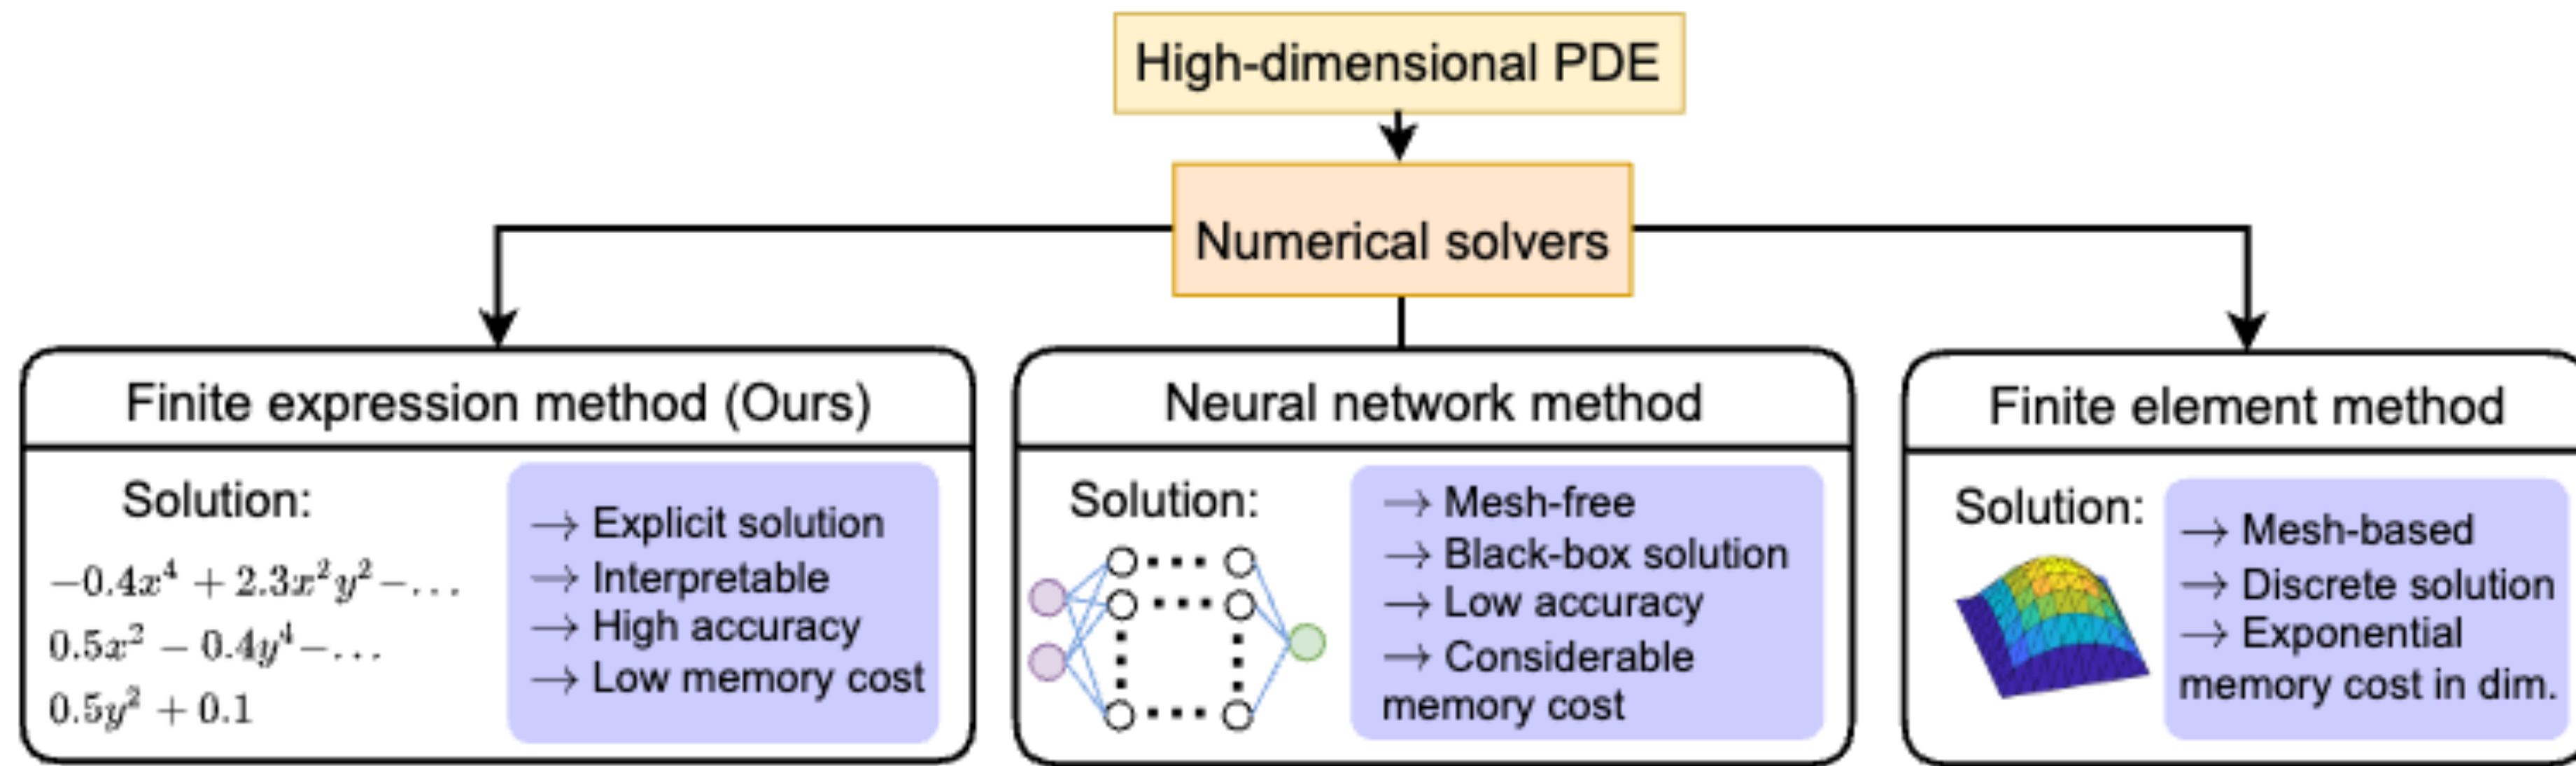 High-dimensional PDE
Numerical solvers
Finite expression method (Ours)
Solution:
−0.4x⁴ + 2.3x²y²−...
0.5x² − 0.4y⁴−...
0.5y² + 0.1
→ Explicit solution
→ Interpretable
→ High accuracy
→ Low memory cost
Neural network method
Solution:
→ Mesh-free
→ Black-box solution
→ Low accuracy
→ Considerable
memory cost
Finite element method
Solution:
→ Mesh-based
→ Discrete solution
→ Exponential
memory cost in dim.